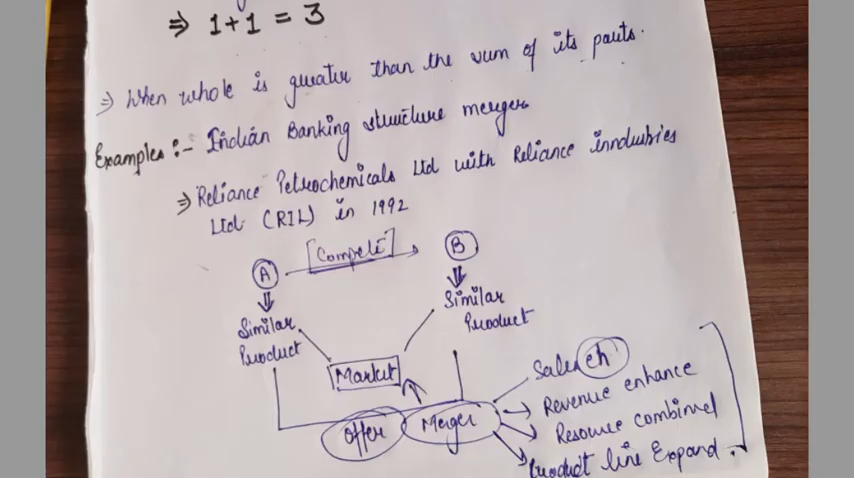 ⇒ 1+1 = 3
⇒ When whole is greater than the sum of its parts.
Examples :- Indian Banking structure merger
⇒ Reliance Petrochemicals Ltd with Reliance industries
Ltd. (RIL) in 1992
A [Compete] B
Similar
Product
Similar
Product
Market
Offer Merger
Sales
Revenue enhance
Resource combined
Product line Expand.